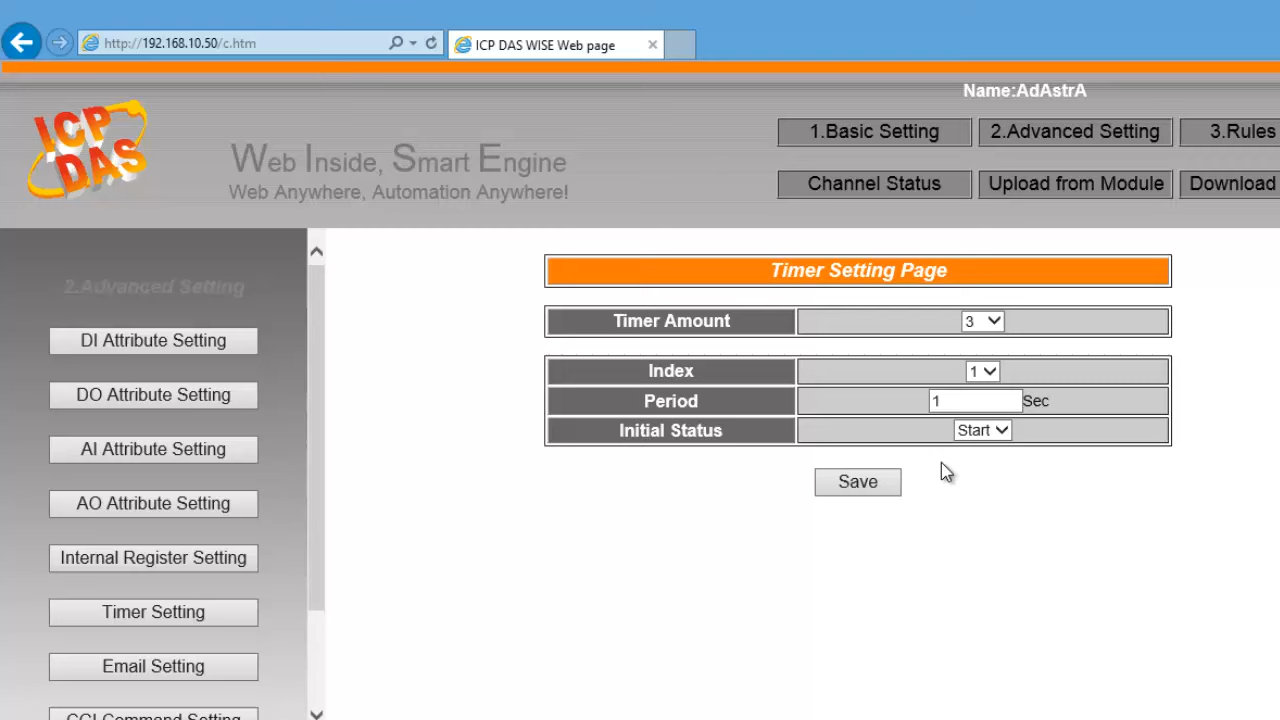 http://192.168.10.50/c.htm
ICP DAS WISE Web page
Name:AdAstrA
ICP
DAS
Web Inside, Smart Engine
Web Anywhere, Automation Anywhere!
1.Basic Setting
2.Advanced Setting
3.Rules
Channel Status
Upload from Module
Download
2.Advanced Setting
DI Attribute Setting
DO Attribute Setting
AI Attribute Setting
AO Attribute Setting
Internal Register Setting
Timer Setting
Email Setting
CGI Command Setting
Timer Setting Page
Timer Amount 3
Index 1
Period 1 Sec
Initial Status Start
Save